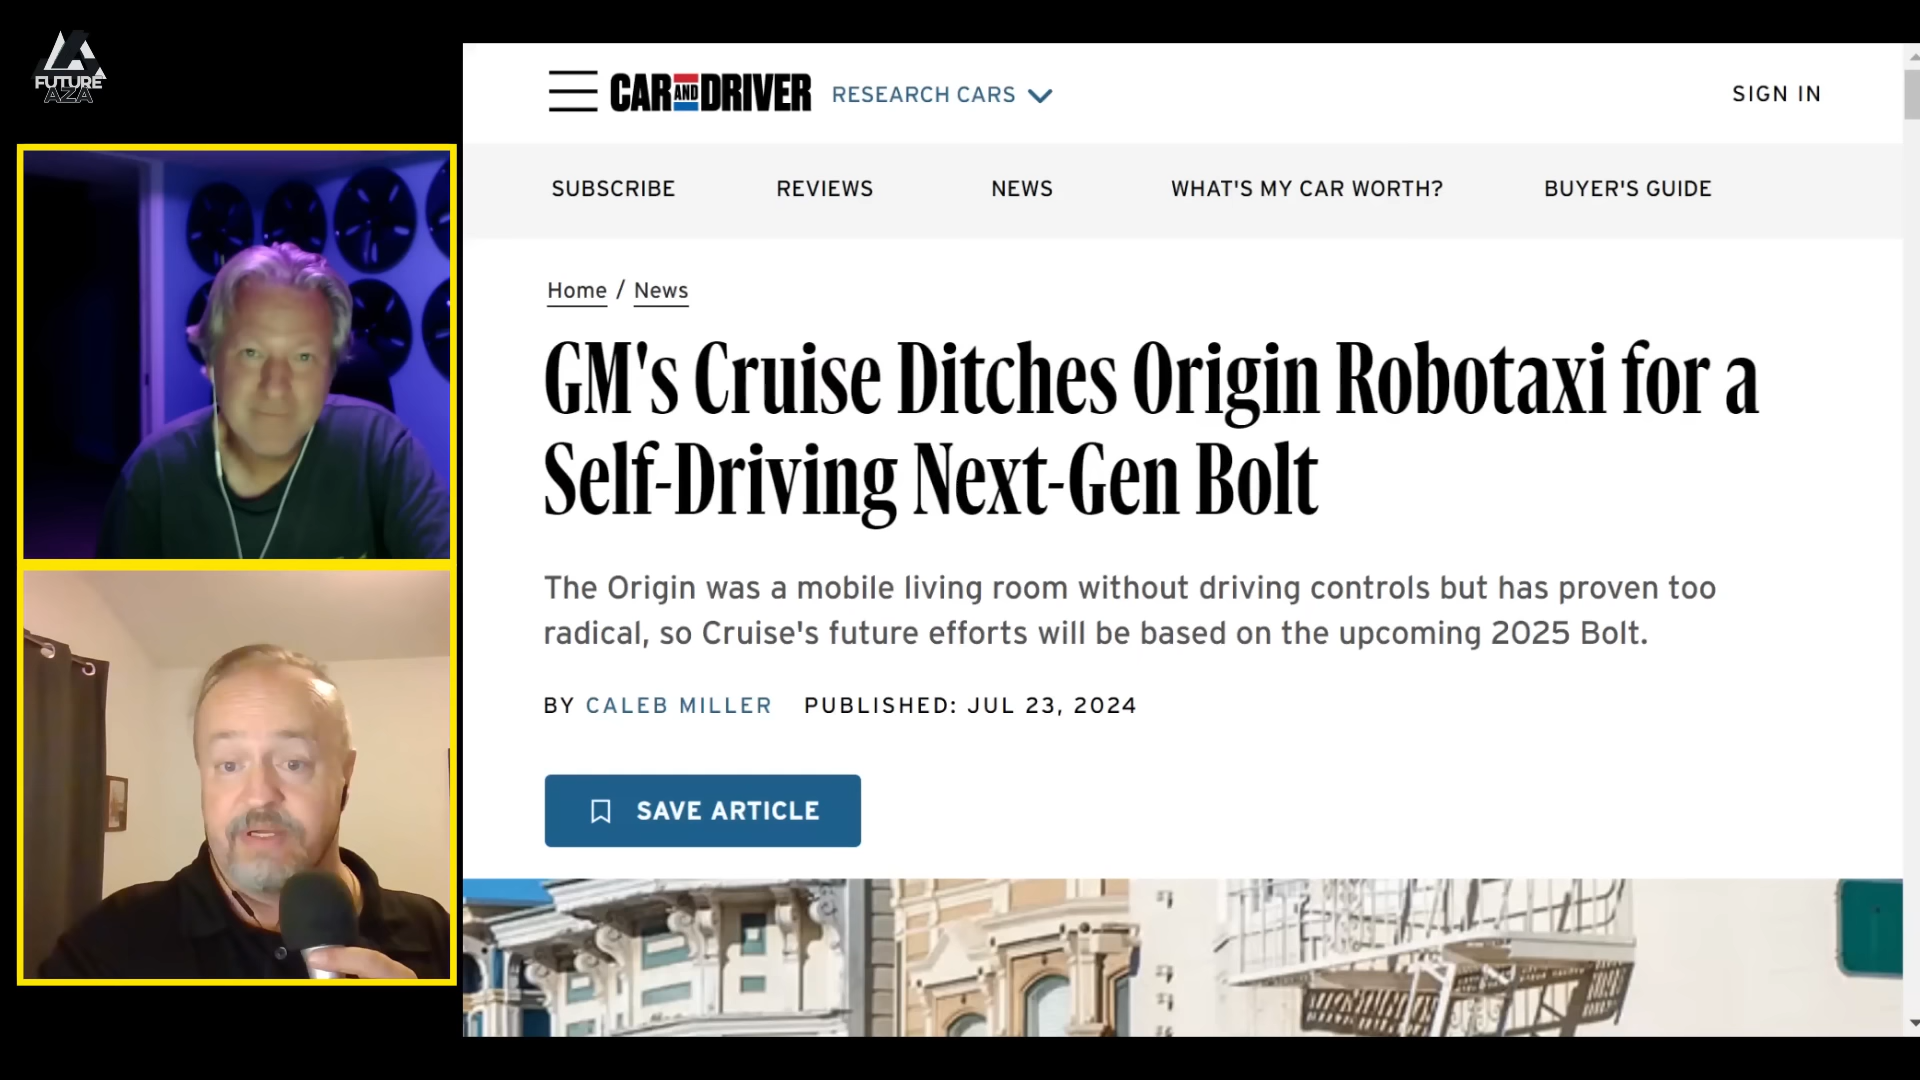 FUTURE
AZA
CAR AND DRIVER
RESEARCH CARS
SIGN IN
SUBSCRIBE
REVIEWS
NEWS
WHAT'S MY CAR WORTH?
BUYER'S GUIDE
Home / News
GM's Cruise Ditches Origin Robotaxi for a
Self-Driving Next-Gen Bolt
The Origin was a mobile living room without driving controls but has proven too
radical, so Cruise's future efforts will be based on the upcoming 2025 Bolt.
BY CALEB MILLER PUBLISHED: JUL 23, 2024
SAVE ARTICLE